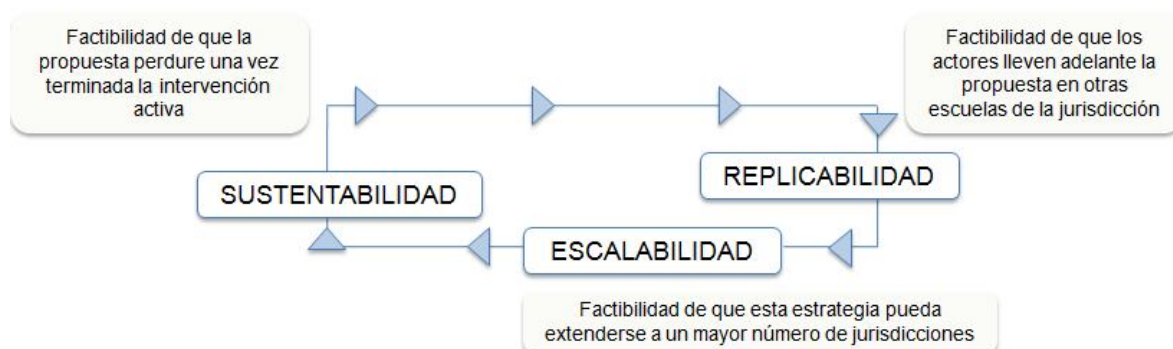 Factibilidad de que la
propuesta perdure una vez
terminada la intervención
activa
Factibilidad de que los
actores lleven adelante la
propuesta en otras
escuelas de la jurisdicción
SUSTENTABILIDAD
REPLICABILIDAD
ESCALABILIDAD
Factibilidad de que esta estrategia pueda
extenderse a un mayor número de jurisdicciones